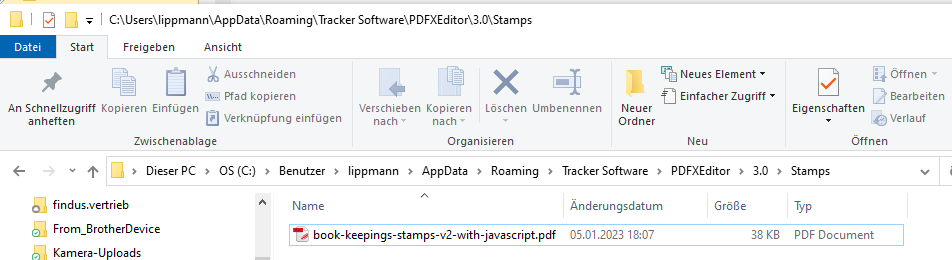 C:\Users\lippmann\AppData\Roaming\Tracker Software\PDFXEditor\3.0\Stamps
Datei Start Freigeben Ansicht
An Schnellzugriff anheften
Kopieren
Einfügen
Ausschneiden
Pfad kopieren
Verknüpfung einfügen
Verschieben nach
Kopieren nach
Löschen
Umbenennen
Neuer Ordner
Neues Element
Einfacher Zugriff
Eigenschaften
Öffnen
Bearbeiten
Verlauf
Zwischenablage Organisieren Neu Öffnen
Dieser PC > OS (C:) > Benutzer > lippmann > AppData > Roaming > Tracker Software > PDFXEditor > 3.0 > Stamps
findus.vertrieb
From_BrotherDevice
Kamera-Uploads
Name Änderungsdatum Größe Typ
book-keepings-stamps-v2-with-javascript.pdf 05.01.2023 18:07 38 KB PDF Document